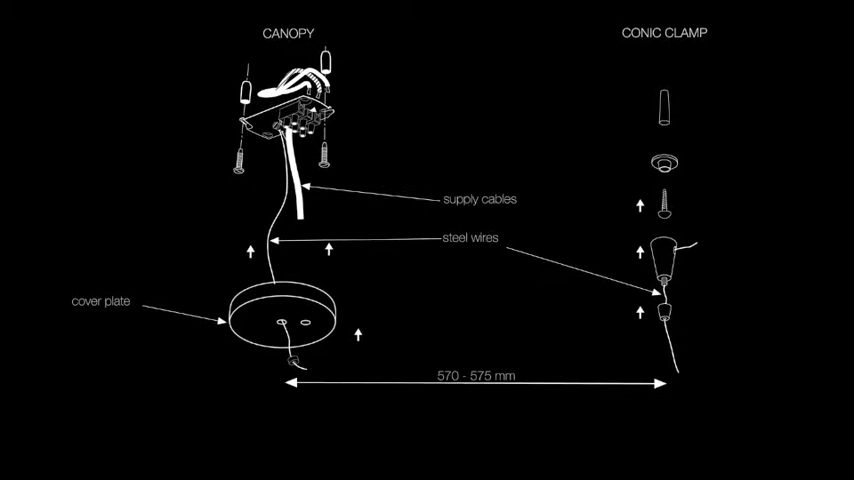 CANOPY
CONIC CLAMP
supply cables
steel wires
cover plate
570 - 575 mm